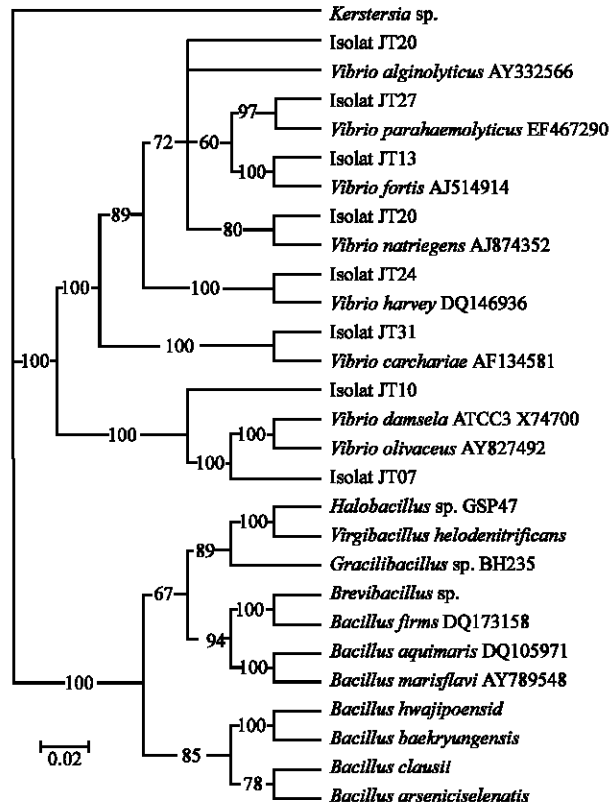 Kerstersia sp.
Isolat JT20
Vibrio alginolyticus AY332566
Isolat JT27
97
Vibrio parahaemolyticus EF467290
72
60
Isolat JT13
100
Vibrio fortis AJ514914
89
Isolat JT20
80
Vibrio natriegens AJ874352
Isolat JT24
100
100
Vibrio harvey DQ146936
Isolat JT31
100
Vibrio carchariae AF134581
100
Isolat JT10
Vibrio damsela ATCC3 X74700
100
100
Vibrio olivaceus AY827492
100
Isolat JT07
Halobacillus sp. GSP47
100
Virgibacillus helodenitrificans
89
Gracilibacillus sp. BH235
67
Brevibacillus sp.
100
Bacillus firms DQ173158
94
Bacillus aquimaris DQ105971
100
Bacillus marisflavi AY789548
100
Bacillus hwajipoensid
100
Bacillus baekryungensis
85
Bacillus clausii
78
Bacillus arseniciselenatis
0.02